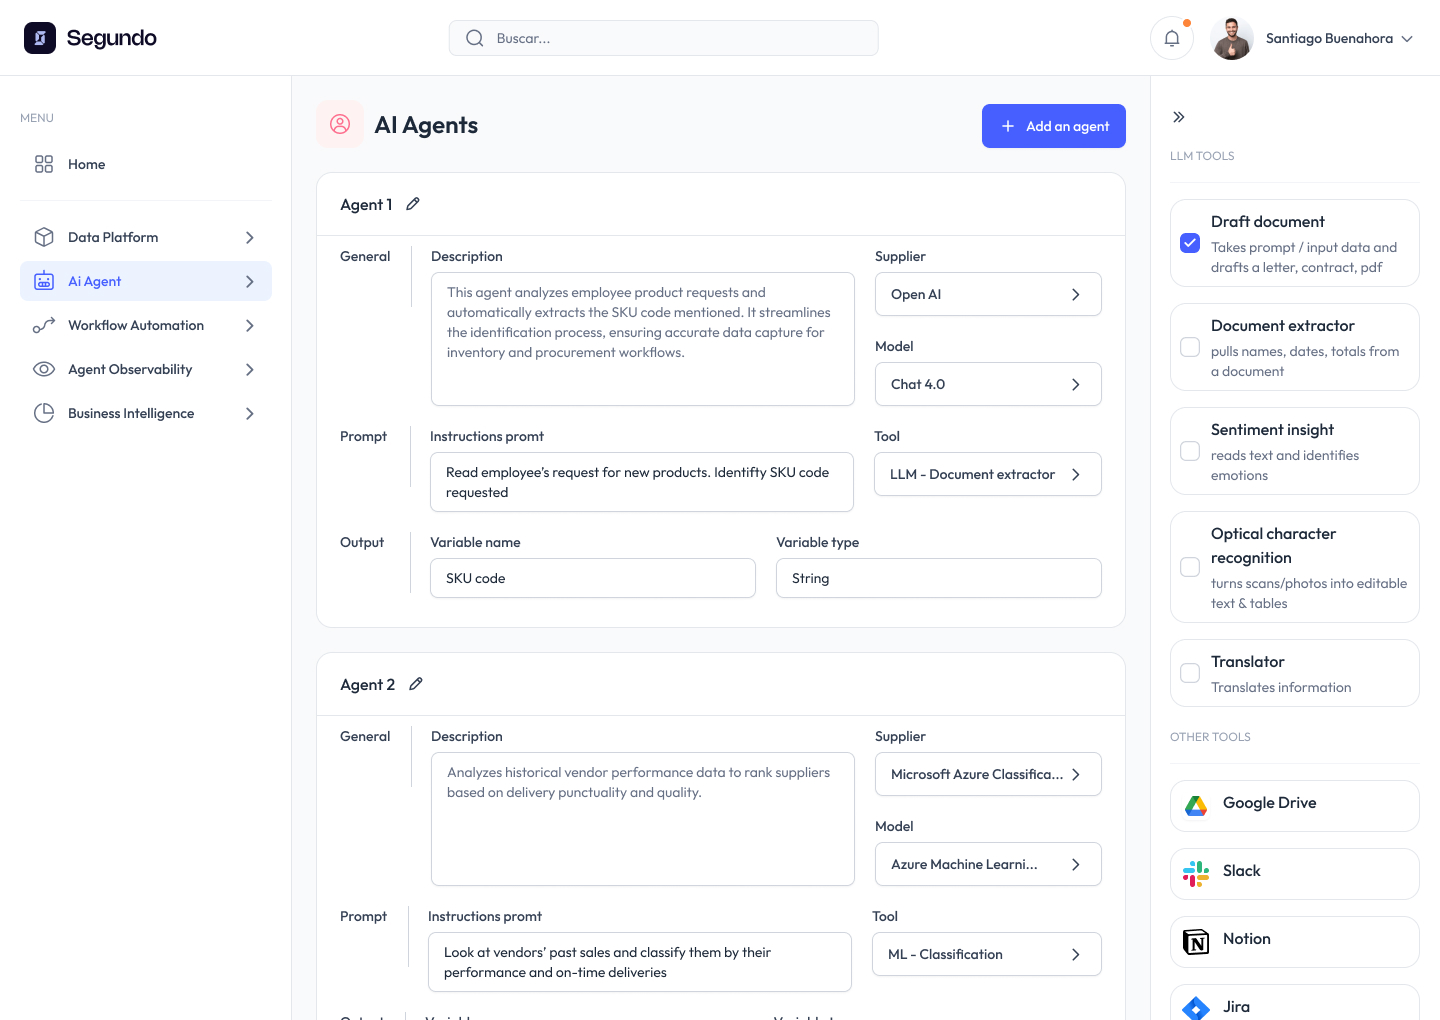 Segundo
Buscar...
Santiago Buenahora
MENU
Home
Data Platform
Ai Agent
Workflow Automation
Agent Observability
Business Intelligence
AI Agents
Add an agent
Agent 1
General
Description
This agent analyzes employee product requests and
automatically extracts the SKU code mentioned. It streamlines
the identification process, ensuring accurate data capture for
inventory and procurement workflows.
Supplier
Open AI
Model
Chat 4.0
Prompt
Instructions promt
Read employee's request for new products. Identifty SKU code
requested
Tool
LLM - Document extractor
Output
Variable name
SKU code
Variable type
String
Agent 2
General
Description
Analyzes historical vendor performance data to rank suppliers
based on delivery punctuality and quality.
Supplier
Microsoft Azure Classifica...
Model
Azure Machine Learni...
Prompt
Instructions promt
Look at vendors' past sales and classify them by their
performance and on-time deliveries
Tool
ML - Classification
LLM TOOLS
Draft document
Takes prompt / input data and
drafts a letter, contract, pdf
Document extractor
pulls names, dates, totals from
a document
Sentiment insight
reads text and identifies
emotions
Optical character
recognition
turns scans/photos into editable
text & tables
Translator
Translates information
OTHER TOOLS
Google Drive
Slack
Notion
Jira